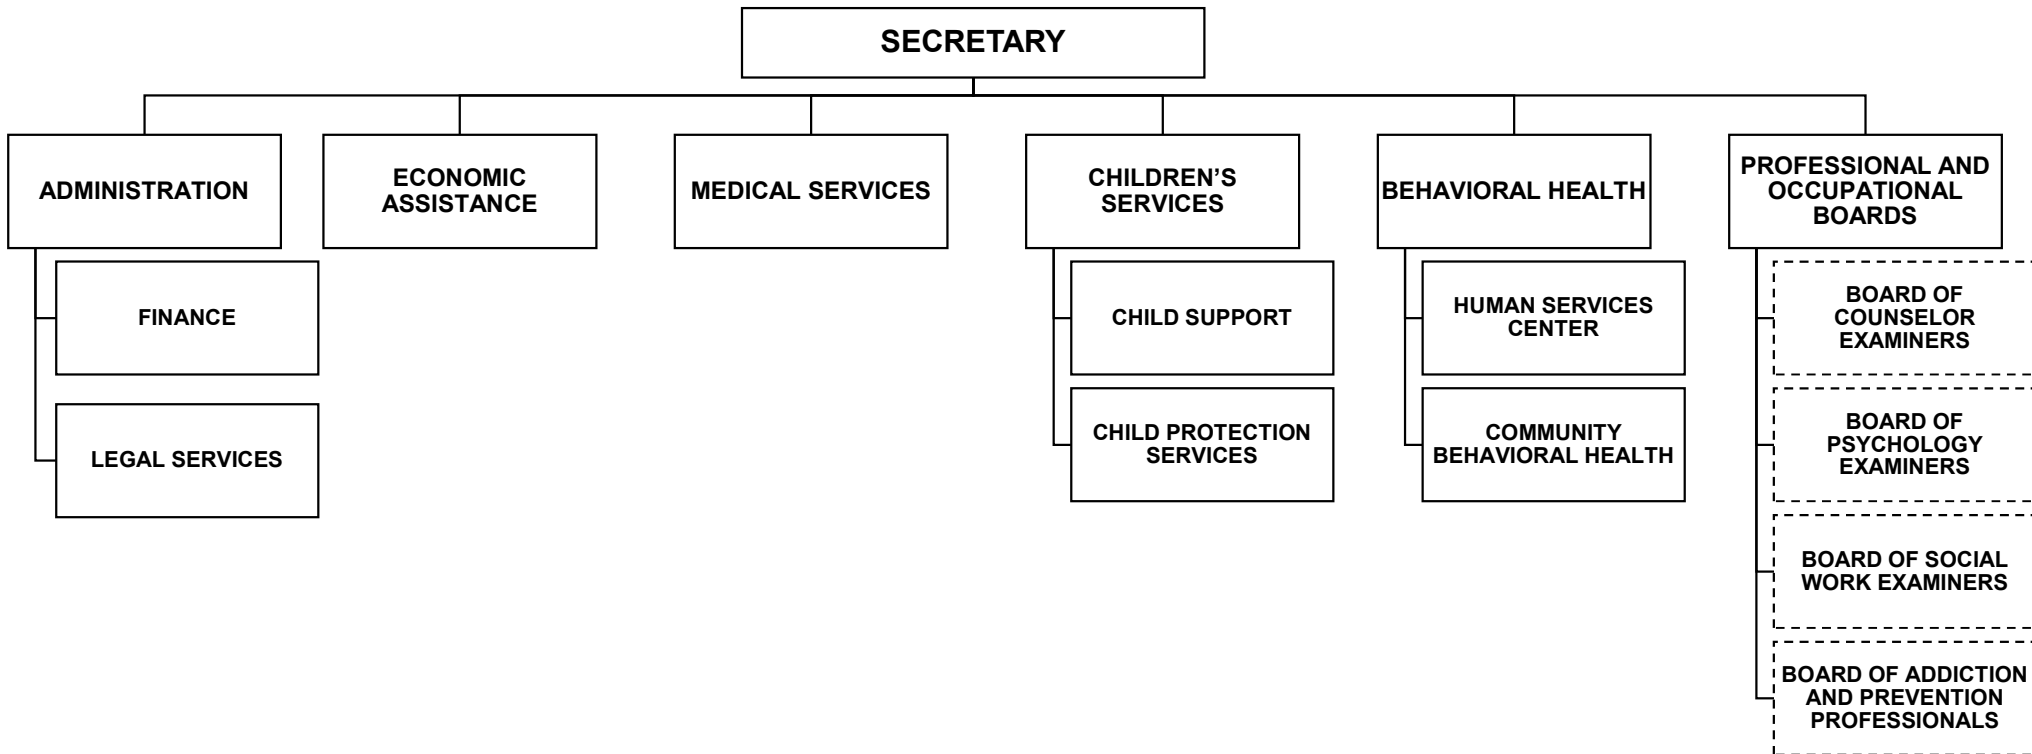 SECRETARY
ADMINISTRATION
ECONOMIC
ASSISTANCE
MEDICAL SERVICES
CHILDREN’S
SERVICES
BEHAVIORAL HEALTH
PROFESSIONAL AND
OCCUPATIONAL
BOARDS
FINANCE
LEGAL SERVICES
CHILD SUPPORT
CHILD PROTECTION
SERVICES
HUMAN SERVICES
CENTER
COMMUNITY
BEHAVIORAL HEALTH
BOARD OF
COUNSELOR
EXAMINERS
BOARD OF
PSYCHOLOGY
EXAMINERS
BOARD OF SOCIAL
WORK EXAMINERS
BOARD OF ADDICTION
AND PREVENTION
PROFESSIONALS